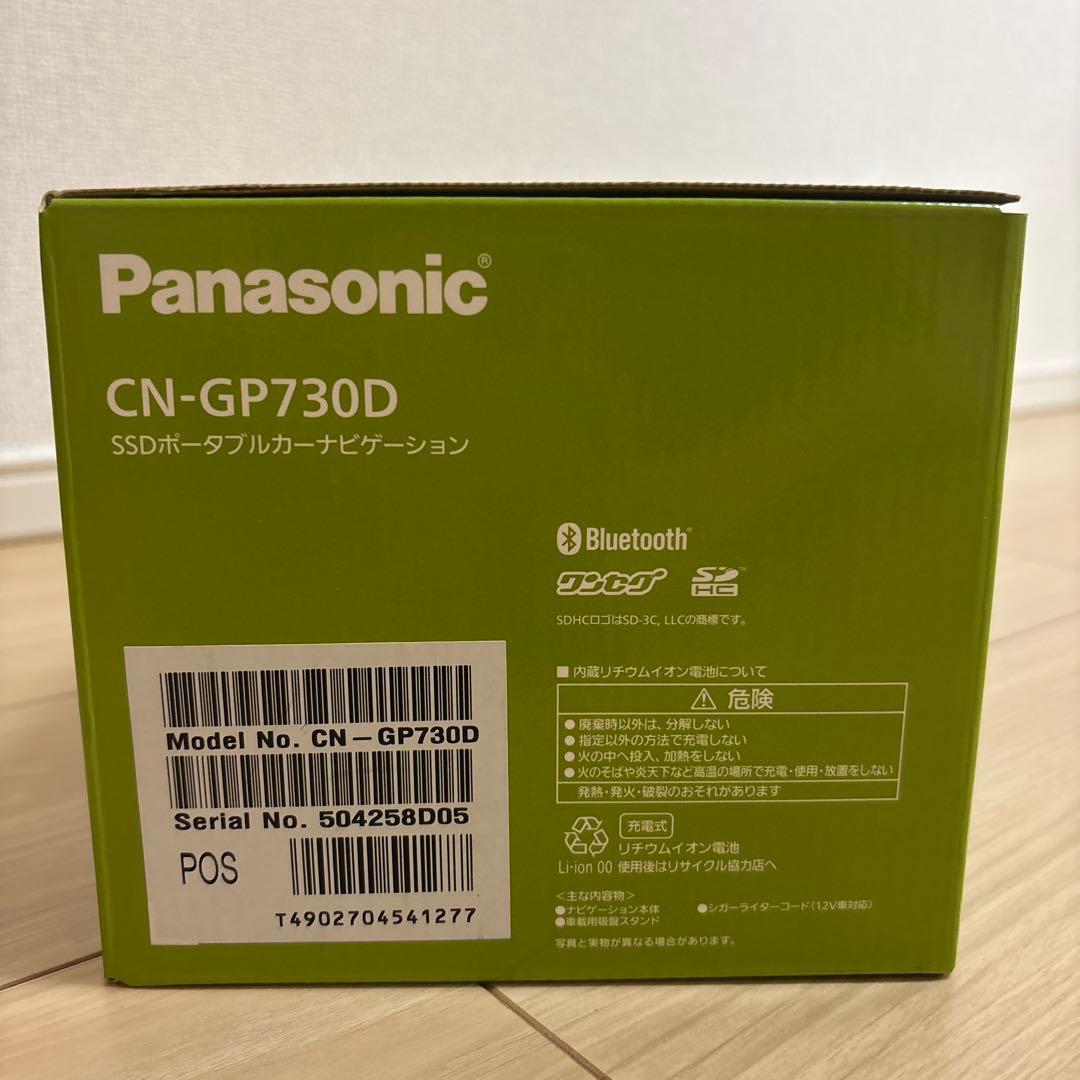 Panasonic®
CN-GP730D
SSDポータブルカーナビゲーション
Bluetooth®
ワンセグ
SD HC™
SDHCロゴはSD-3C, LLCの商標です。
■ 内蔵リチウムイオン電池について
⚠ 危険
● 廃棄時以外は、分解しない
● 指定以外の方法で充電しない
● 火の中へ投入、加熱をしない
● 火のそばや炎天下など高温の場所で充電・使用・放置をしない
発熱・発火・破裂のおそれがあります
充電式
リチウムイオン電池
Li-ion 00 使用後はリサイクル協力店へ
＜主な内容物＞
●ナビゲーション本体 ●シガーライターコード（12V車対応）
●車載用吸盤スタンド
写真と実物が異なる場合があります。
Model No. CN－GP730D
Serial No. 504258D05
POS
T4902704541277